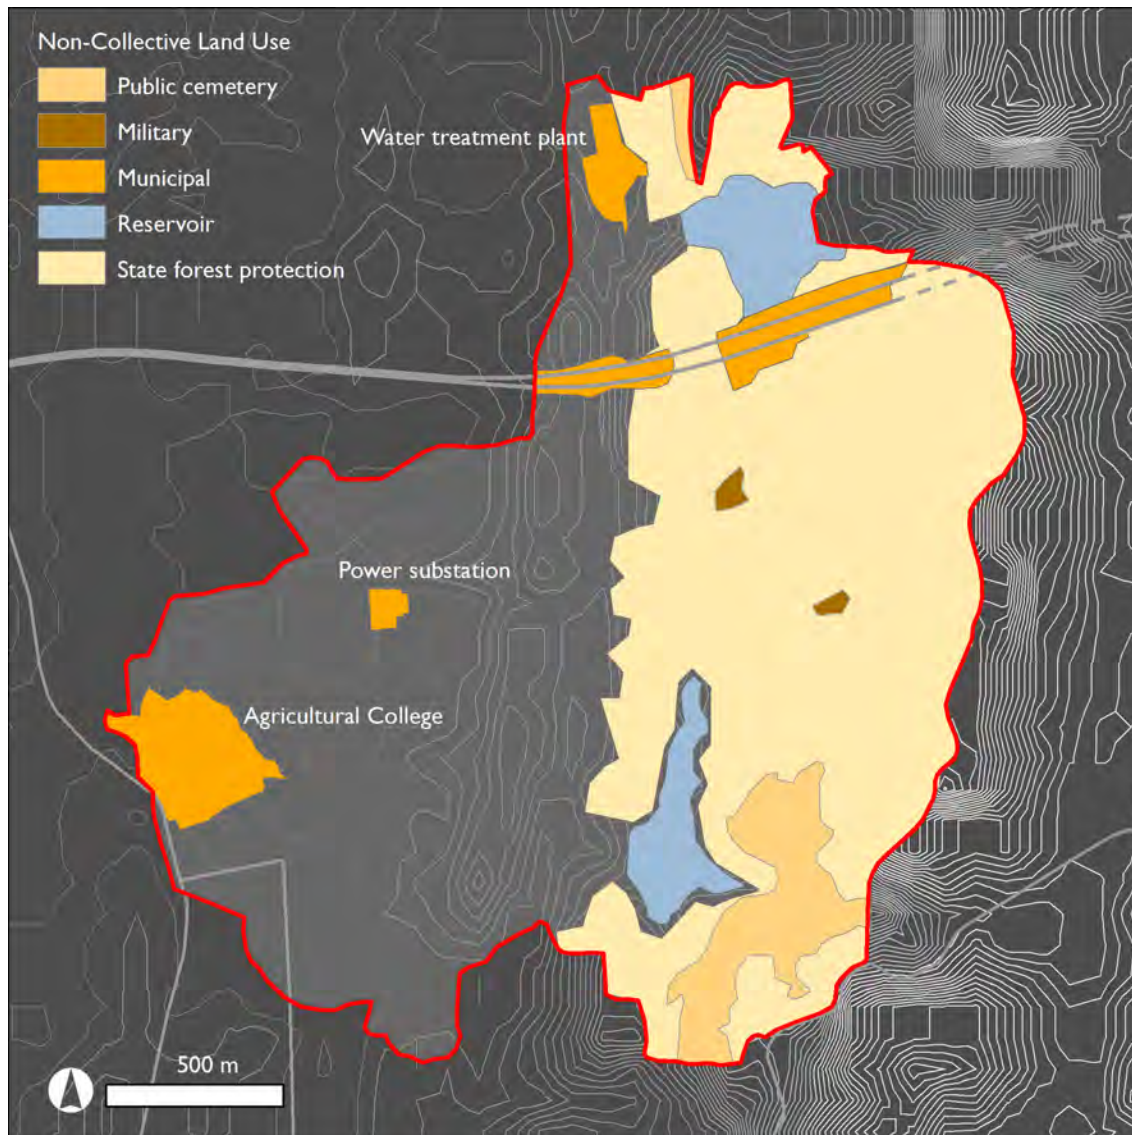 Non-Collective Land Use
Public cemetery
Military
Municipal
Reservoir
State forest protection
Water treatment plant
Power substation
Agricultural College
500 m